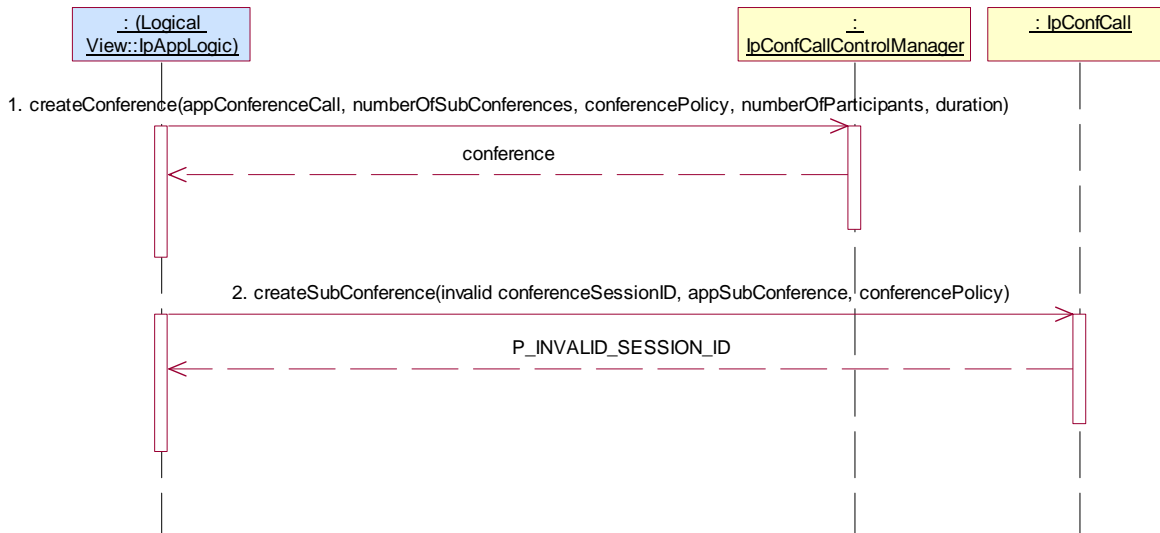 : (Logical
View::IpAppLogic)
:
IpConfCallControlManager
: IpConfCall
1. createConference(appConferenceCall, numberOfSubConferences, conferencePolicy, numberOfParticipants, duration)
conference
2. createSubConference(invalid conferenceSessionID, appSubConference, conferencePolicy)
P_INVALID_SESSION_ID